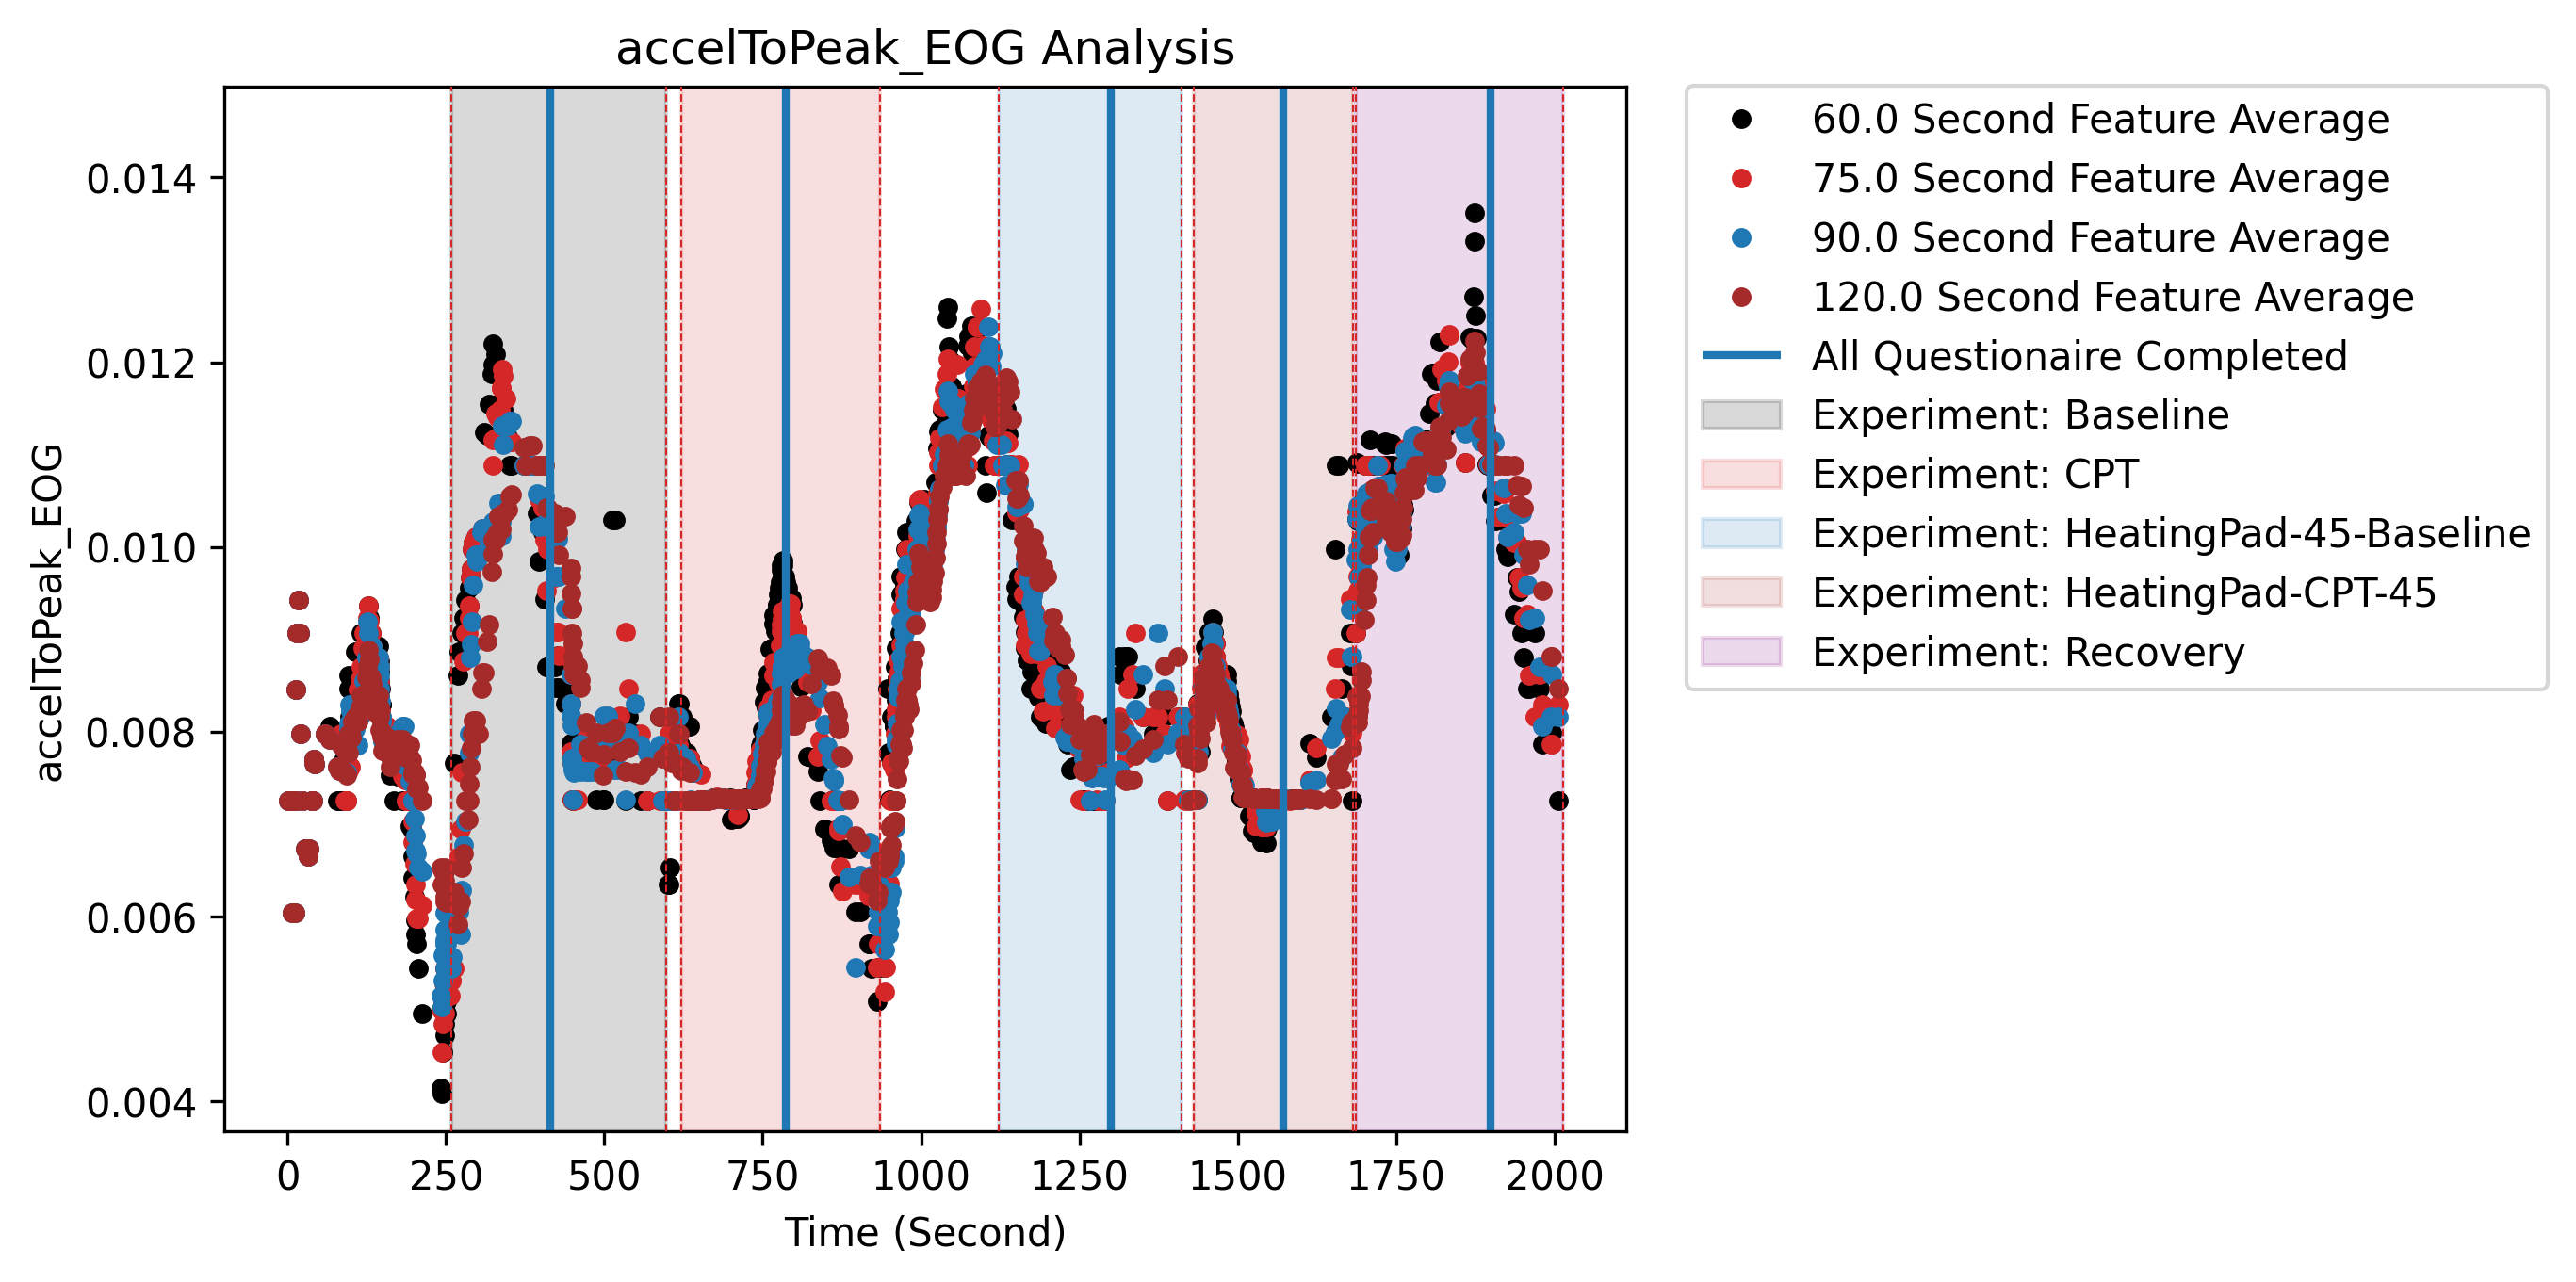 accelToPeak_EOG Analysis
0.014
0.012
0.010
0.008
0.006
0.004
accelToPeak_EOG
0 250 500 750 1000 1250 1500 1750 2000
Time (Second)
60.0 Second Feature Average
75.0 Second Feature Average
90.0 Second Feature Average
120.0 Second Feature Average
All Questionaire Completed
Experiment: Baseline
Experiment: CPT
Experiment: HeatingPad-45-Baseline
Experiment: HeatingPad-CPT-45
Experiment: Recovery